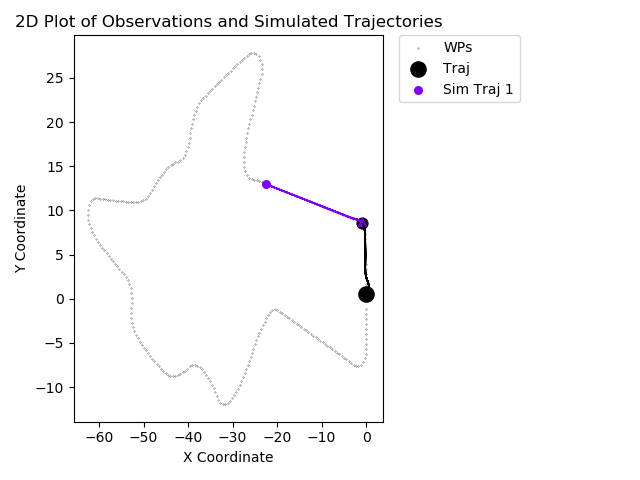 2D Plot of Observations and Simulated Trajectories
WPs
Traj
Sim Traj 1
Y Coordinate
25
20
15
10
5
0
−5
−10
−60 −50 −40 −30 −20 −10 0
X Coordinate